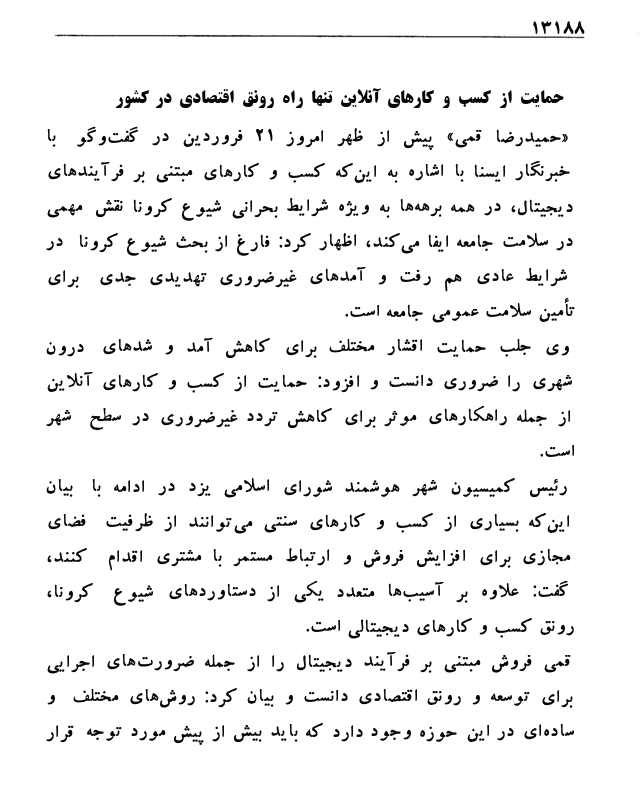 ۱۳۱۸۸
حمایت از کسب و کارهای آنلاین تنها راه رونق اقتصادی در کشور
«حمیدرضا قمی» پیش از ظهر امروز ۲۱ فروردین در گفت‌وگو با
خبرنگار ایسنا با اشاره به این‌که کسب و کارهای مبتنی بر فرآیندهای
دیجیتال، در همه برهه‌ها به ویژه شرایط بحرانی شیوع کرونا نقش مهمی
در سلامت جامعه ایفا می‌کند، اظهار کرد: فارغ از بحث شیوع کرونا در
شرایط عادی هم رفت و آمدهای غیرضروری تهدیدی جدی برای
تأمین سلامت عمومی جامعه است.
وی جلب حمایت اقشار مختلف برای کاهش آمد و شدهای درون
شهری را ضروری دانست و افزود: حمایت از کسب و کارهای آنلاین
از جمله راهکارهای موثر برای کاهش تردد غیرضروری در سطح شهر
است.
رئیس کمیسیون شهر هوشمند شورای اسلامی یزد در ادامه با بیان
این‌که بسیاری از کسب و کارهای سنتی می‌توانند از ظرفیت فضای
مجازی برای افزایش فروش و ارتباط مستمر با مشتری اقدام کنند،
گفت: علاوه بر آسیب‌ها متعدد یکی از دستاوردهای شیوع کرونا،
رونق کسب و کارهای دیجیتالی است.
قمی فروش مبتنی بر فرآیند دیجیتال را از جمله ضرورت‌های اجرایی
برای توسعه و رونق اقتصادی دانست و بیان کرد: روش‌های مختلف و
ساده‌ای در این حوزه وجود دارد که باید بیش از پیش مورد توجه قرار